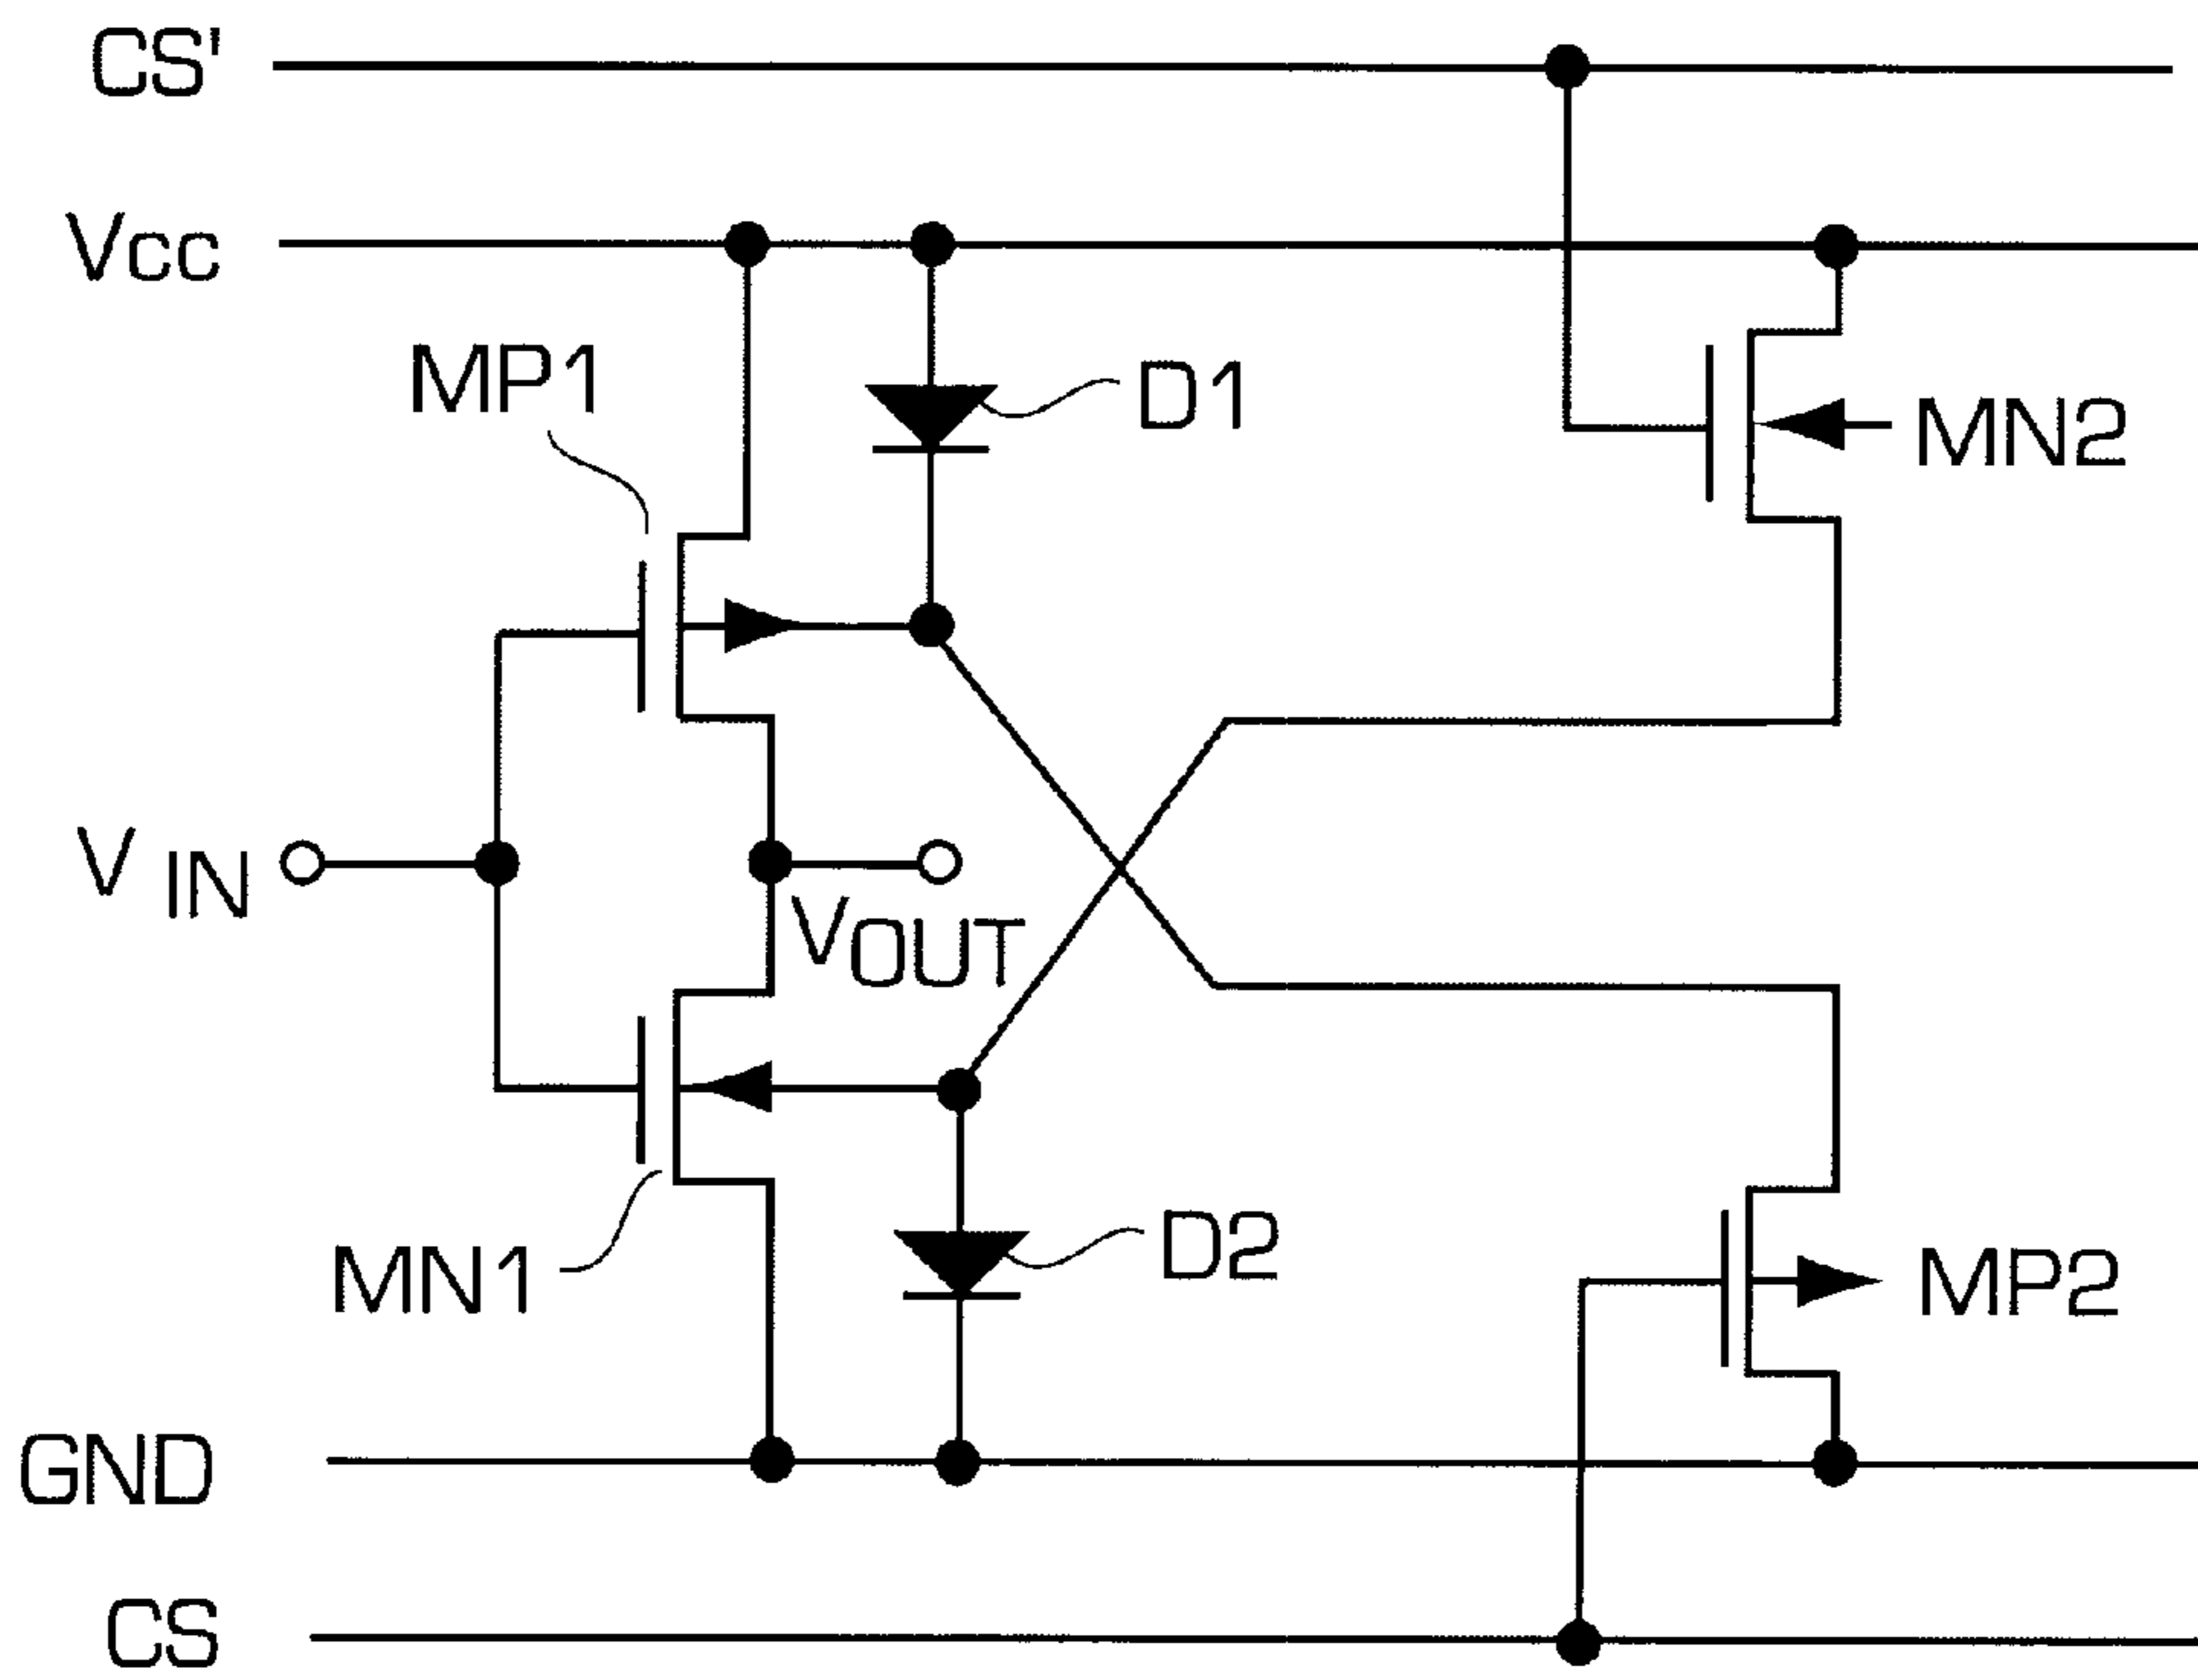 CS'
Vcc
MP1
D1
MN2
V IN
VOUT
MN1
D2
MP2
GND
CS